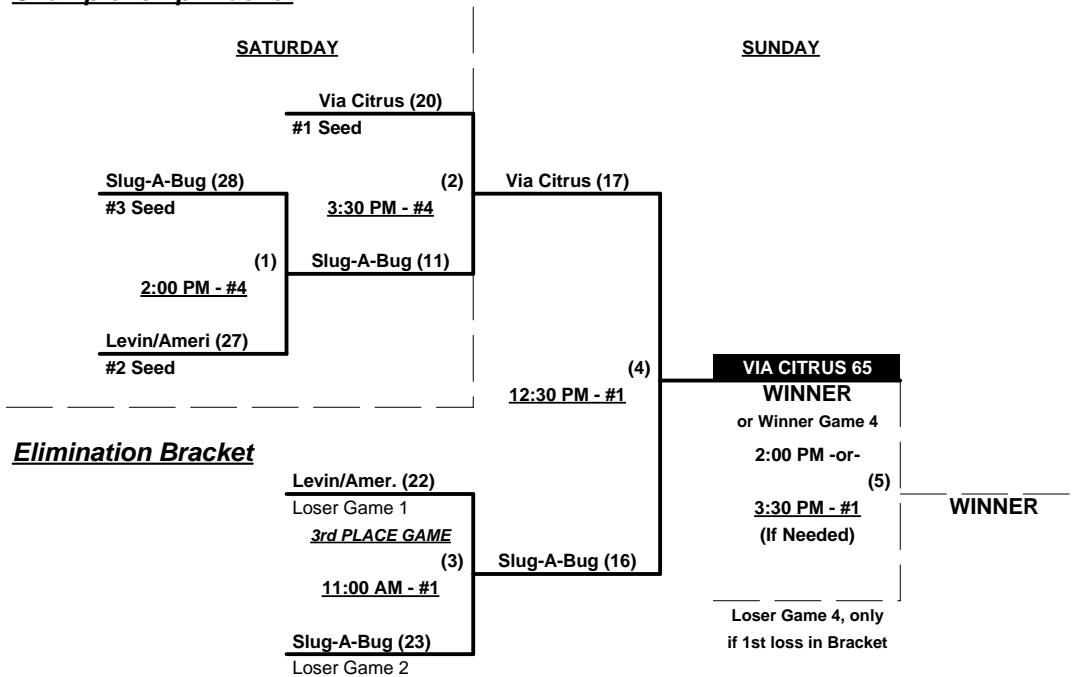 SATURDAY
SUNDAY
Via Citrus (20)
#1 Seed
Slug-A-Bug (28)
#3 Seed
(2)
3:30 PM - #4
Via Citrus (17)
(1)
2:00 PM - #4
Slug-A-Bug (11)
Levin/Ameri (27)
#2 Seed
(4)
12:30 PM - #1
VIA CITRUS 65
WINNER
or Winner Game 4
2:00 PM -or-
(5)
3:30 PM - #1
(If Needed)
WINNER
Elimination Bracket
Levin/Amer. (22)
Loser Game 1
3rd PLACE GAME
(3)
11:00 AM - #1
Slug-A-Bug (16)
Slug-A-Bug (23)
Loser Game 2
Loser Game 4, only
if 1st loss in Bracket